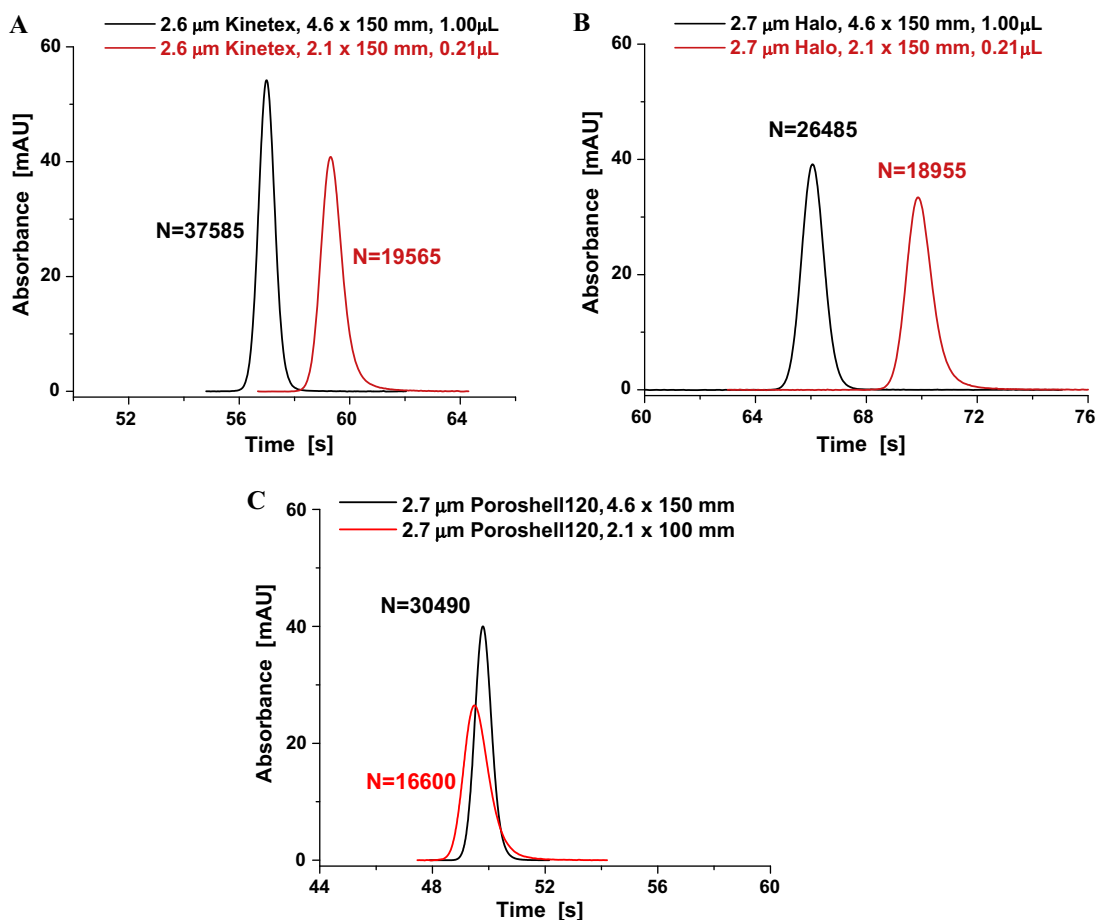 A
2.6 µm Kinetex, 4.6 x 150 mm, 1.00µL
2.6 µm Kinetex, 2.1 x 150 mm, 0.21µL
60
40
20
0
Absorbance [mAU]
N=37585
N=19565
52
56
60
64
Time [s]
B
2.7 µm Halo, 4.6 x 150 mm, 1.00µL
2.7 µm Halo, 2.1 x 150 mm, 0.21µL
60
40
20
0
Absorbance [mAU]
N=26485
N=18955
60
64
68
72
76
Time [s]
C
2.7 µm Poroshell120, 4.6 x 150 mm
2.7 µm Poroshell120, 2.1 x 100 mm
60
40
20
0
Absorbance [mAU]
N=30490
N=16600
44
48
52
56
60
Time [s]